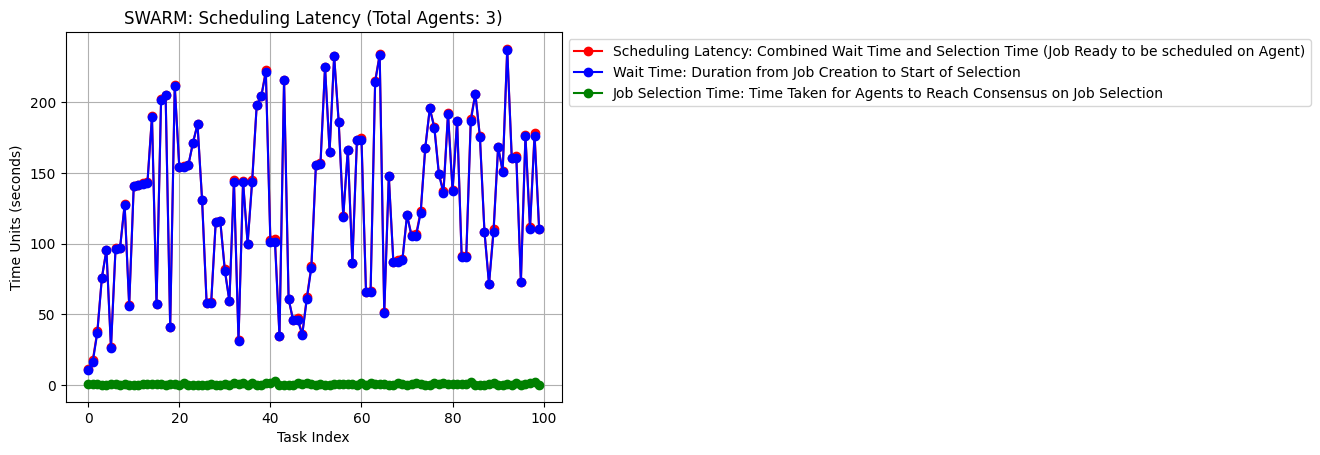 SWARM: Scheduling Latency (Total Agents: 3)
Scheduling Latency: Combined Wait Time and Selection Time (Job Ready to be scheduled on Agent)
Wait Time: Duration from Job Creation to Start of Selection
Job Selection Time: Time Taken for Agents to Reach Consensus on Job Selection
Time Units (seconds)
200
150
100
50
0
0 20 40 60 80 100
Task Index